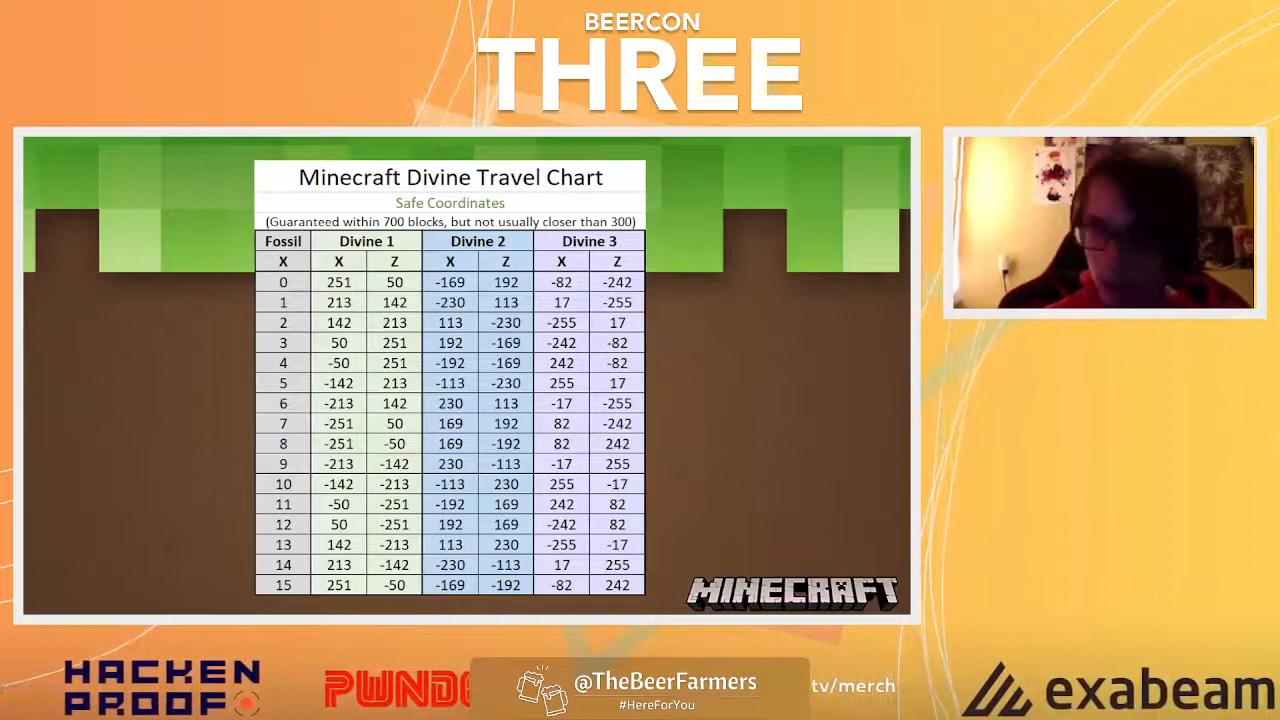 BEERCON
THREE
Minecraft Divine Travel Chart
Safe Coordinates
(Guaranteed within 700 blocks, but not usually closer than 300)
Fossil Divine 1 Divine 2 Divine 3
X X Z X Z X Z
0 251 50 -169 192 -82 -242
1 213 142 -230 113 17 -255
2 142 213 113 -230 -255 17
3 50 251 192 -169 -242 -82
4 -50 251 -192 -169 242 -82
5 -142 213 -113 -230 255 17
6 -213 142 230 113 -17 -255
7 -251 50 169 192 82 -242
8 -251 -50 169 -192 82 242
9 -213 -142 230 -113 -17 255
10 -142 -213 -113 230 255 -17
11 -50 -251 -192 169 242 82
12 50 -251 192 169 -242 82
13 142 -213 113 230 -255 -17
14 213 -142 -230 -113 17 255
15 251 -50 -169 -192 -82 242
MINECRAFT
HACKEN
PROOF
@TheBeerFarmers
#HereForYou
tv/merch
exabeam